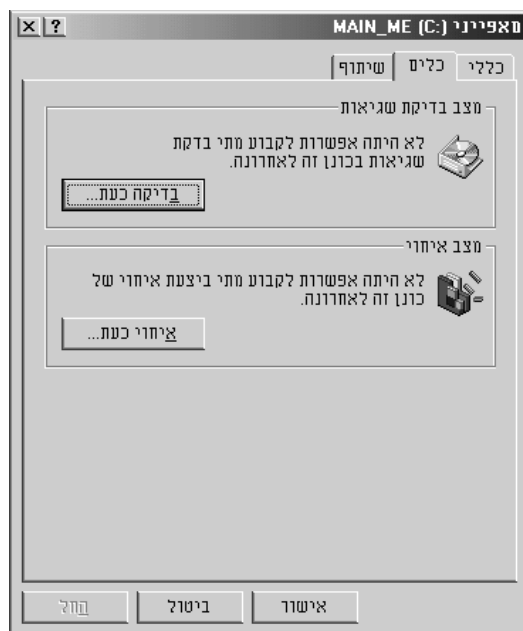 מאפייני MAIN_ME (C:)
כללי
כלים
שיתוף
מצב בדיקת שגיאות
לא היתה אפשרות לקבוע מתי בדקת
שגיאות בכונן זה לאחרונה.
בדיקה כעת...
מצב איחוי
לא היתה אפשרות לקבוע מתי ביצעת איחוי של
כונן זה לאחרונה.
איחוי כעת...
אישור
ביטול
החל